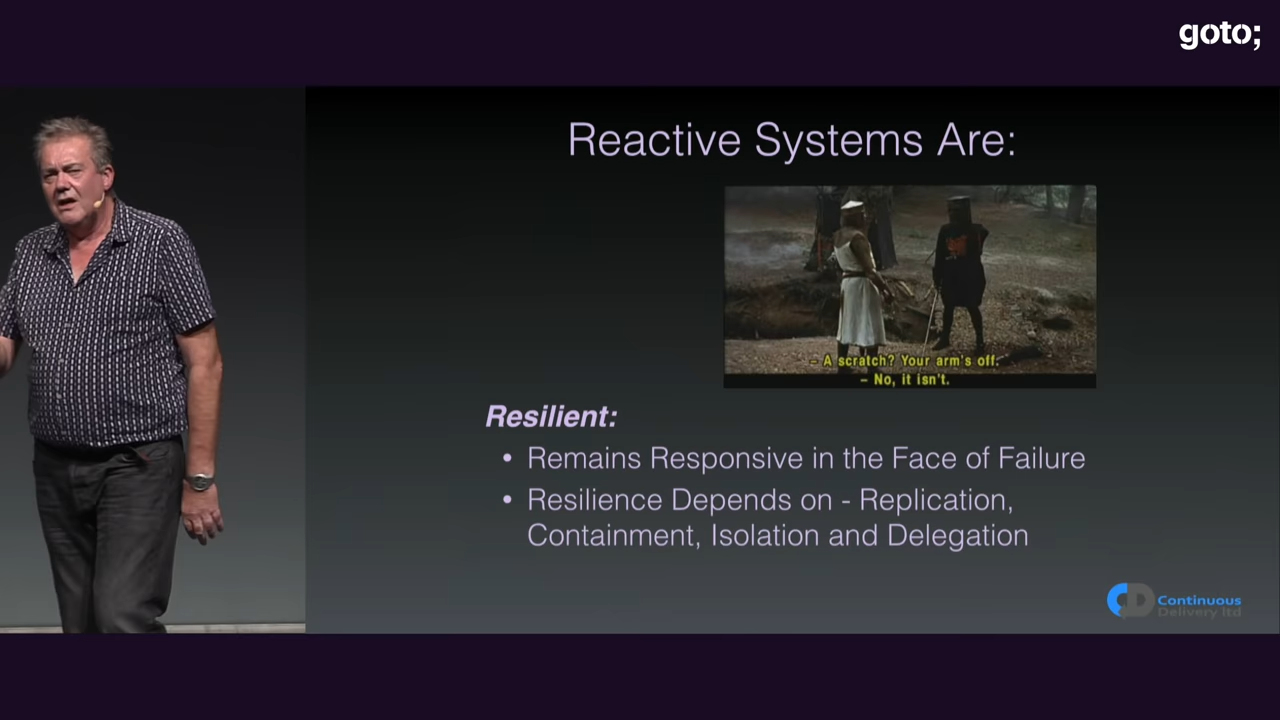 goto;
Reactive Systems Are:
- A scratch? Your arm's off.
- No, it isn't.
Resilient:
• Remains Responsive in the Face of Failure
• Resilience Depends on - Replication,
Containment, Isolation and Delegation
CD Continuous
Delivery ltd